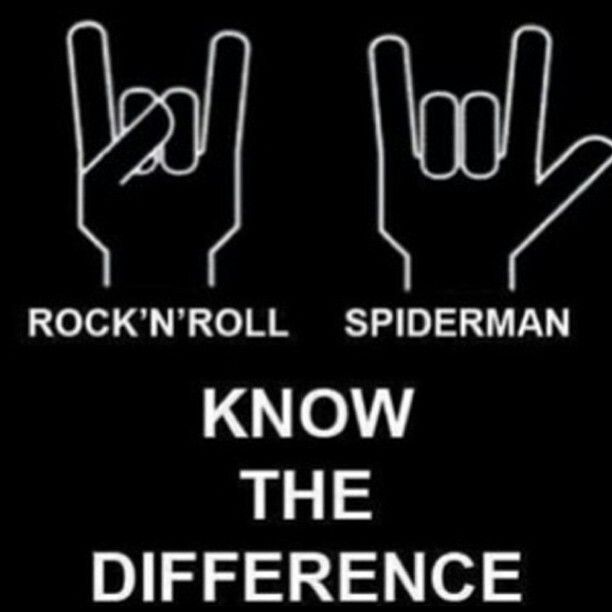 ROCK'N'ROLL SPIDERMAN
KNOW
THE
DIFFERENCE